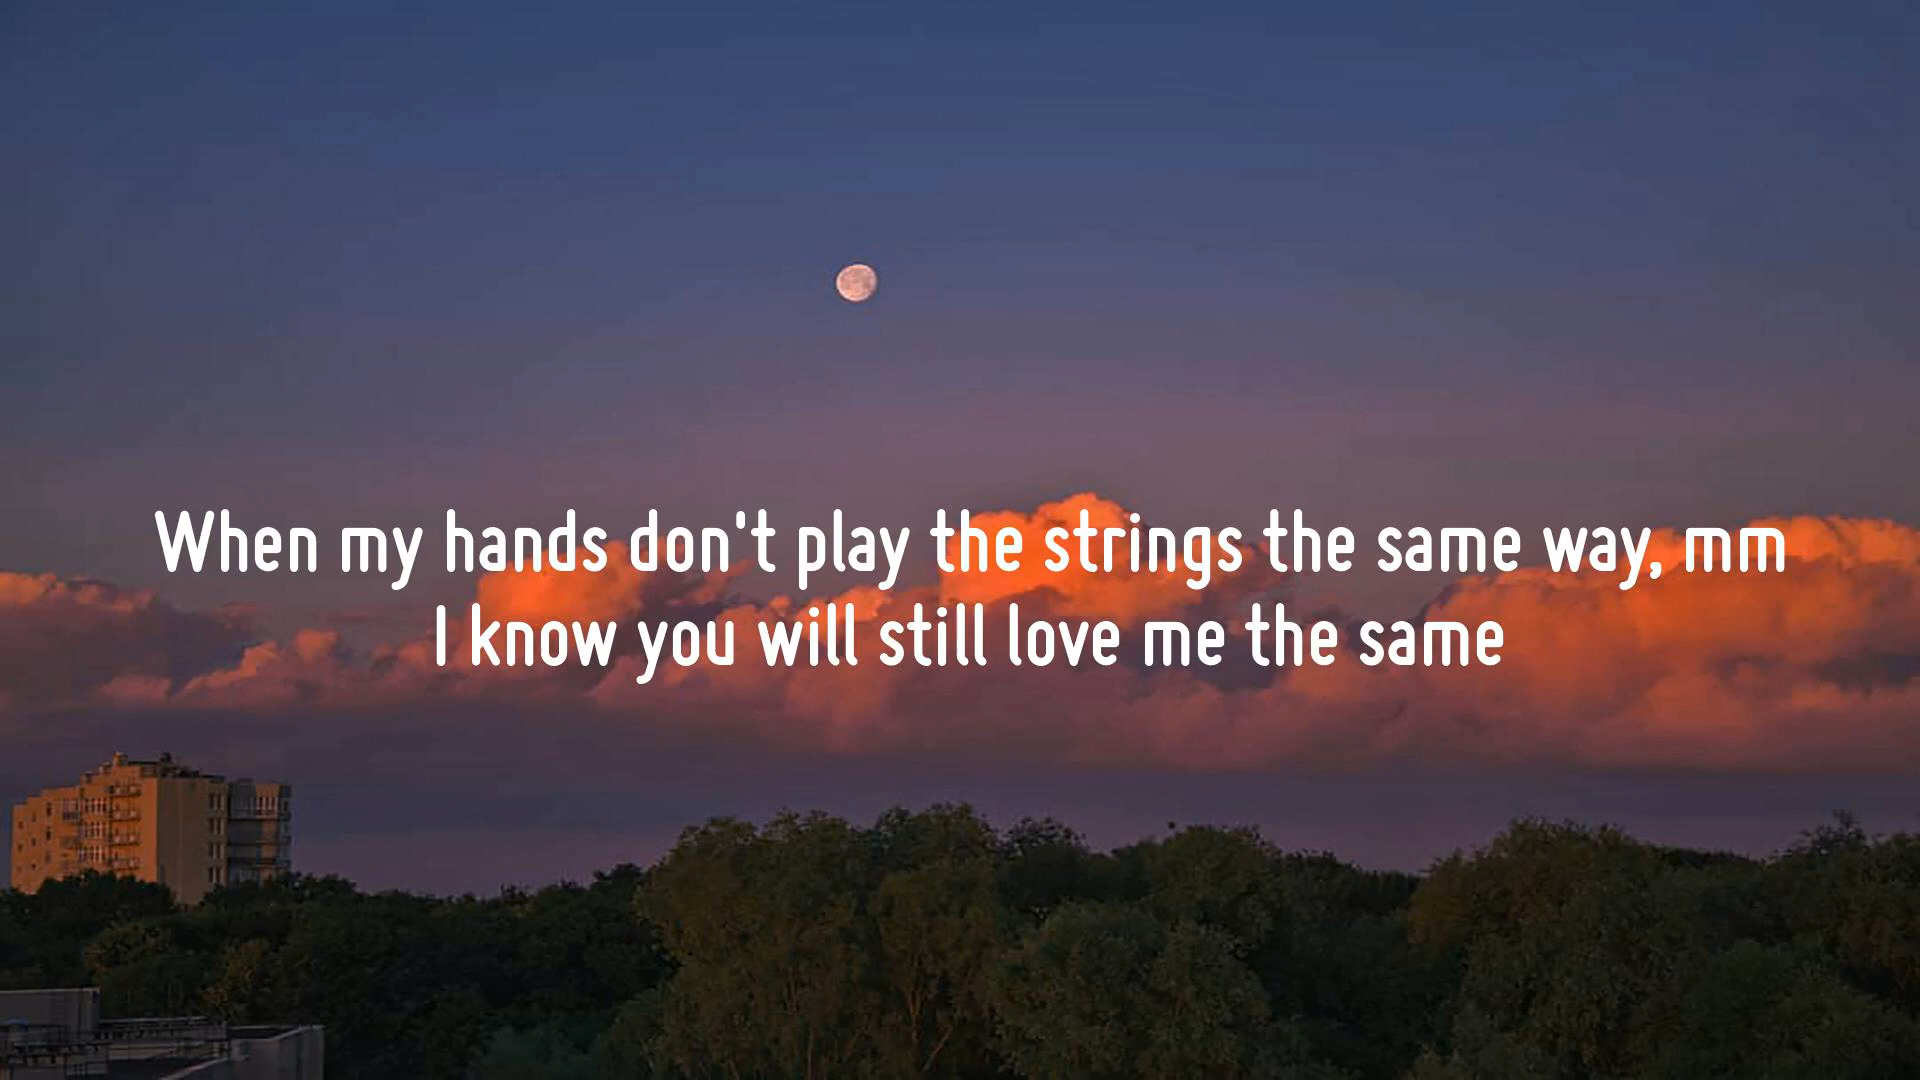 When my hands don't play the strings the same way, mm
I know you will still love me the same